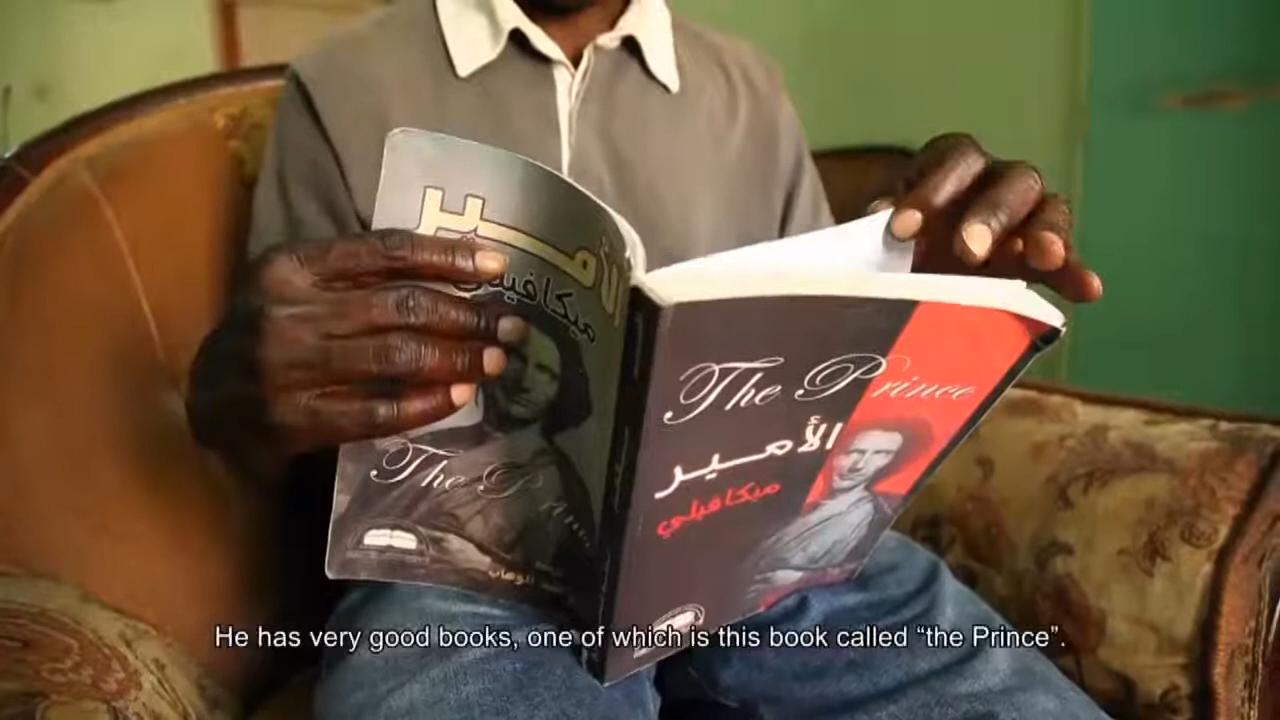 الأمير
ميكافيلي
The Prince
The Prince
الأمير
ميكافيلي
He has very good books, one of which is this book called “the Prince”.